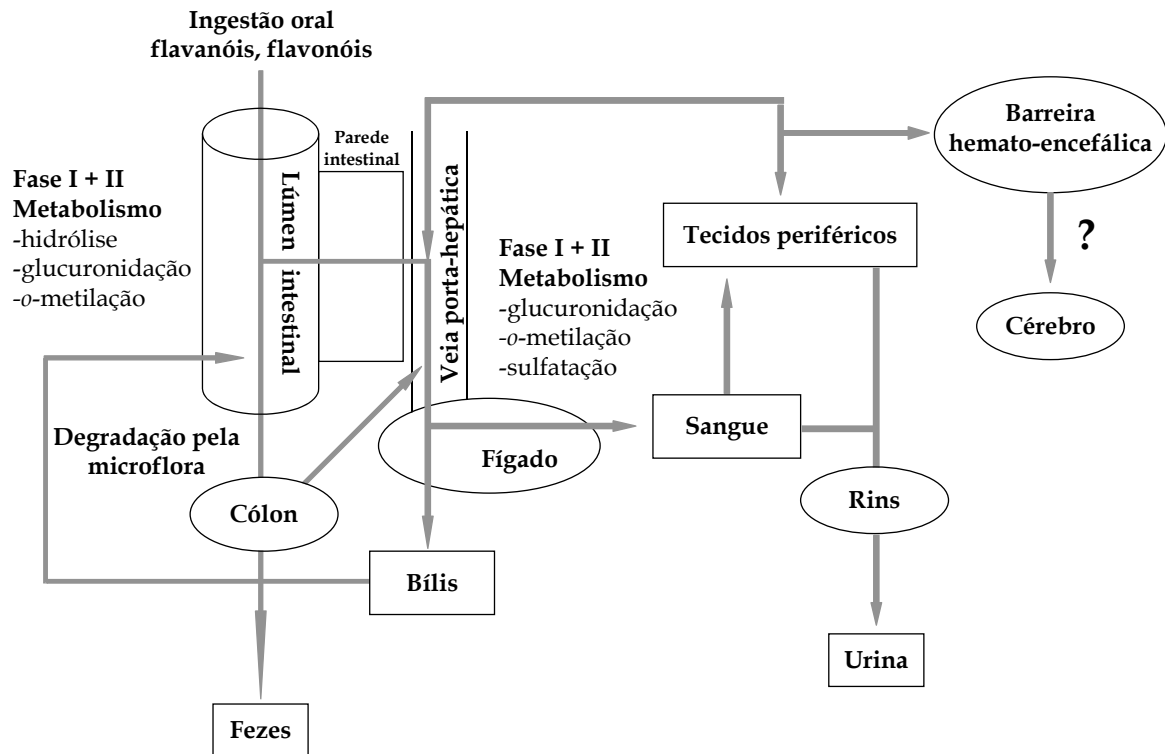 Ingestão oral
flavanóis, flavonóis
Fase I + II
Metabolismo
-hidrólise
-glucuronidação
-o-metilação
Lúmen intestinal
Parede
intestinal
Veia porta-hepática
Fase I + II
Metabolismo
-glucuronidação
-o-metilação
-sulfatação
Tecidos periféricos
Barreira
hemato-encefálica
?
Cérebro
Degradação pela
microflora
Cólon
Fígado
Sangue
Rins
Bílis
Urina
Fezes